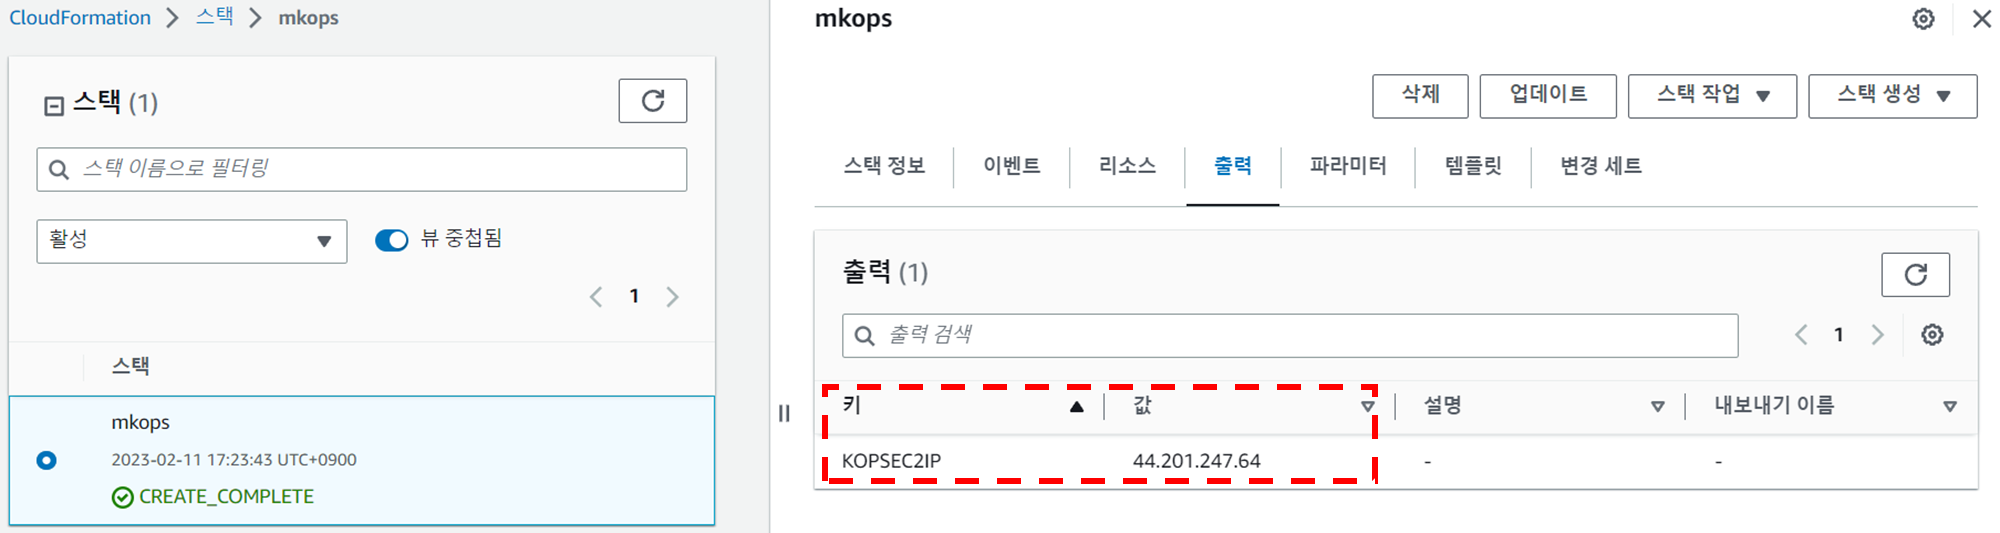 CloudFormation > 스택 > mkops
스택 (1)
스택 이름으로 필터링
활성
뷰 중첩됨
1
스택
mkops
2023-02-11 17:23:43 UTC+0900
CREATE_COMPLETE
mkops
삭제 업데이트 스택 작업 스택 생성
스택 정보 이벤트 리소스 출력 파라미터 템플릿 변경 세트
출력 (1)
출력 검색 1
키 값 설명 내보내기 이름
KOPSEC2IP 44.201.247.64 - -